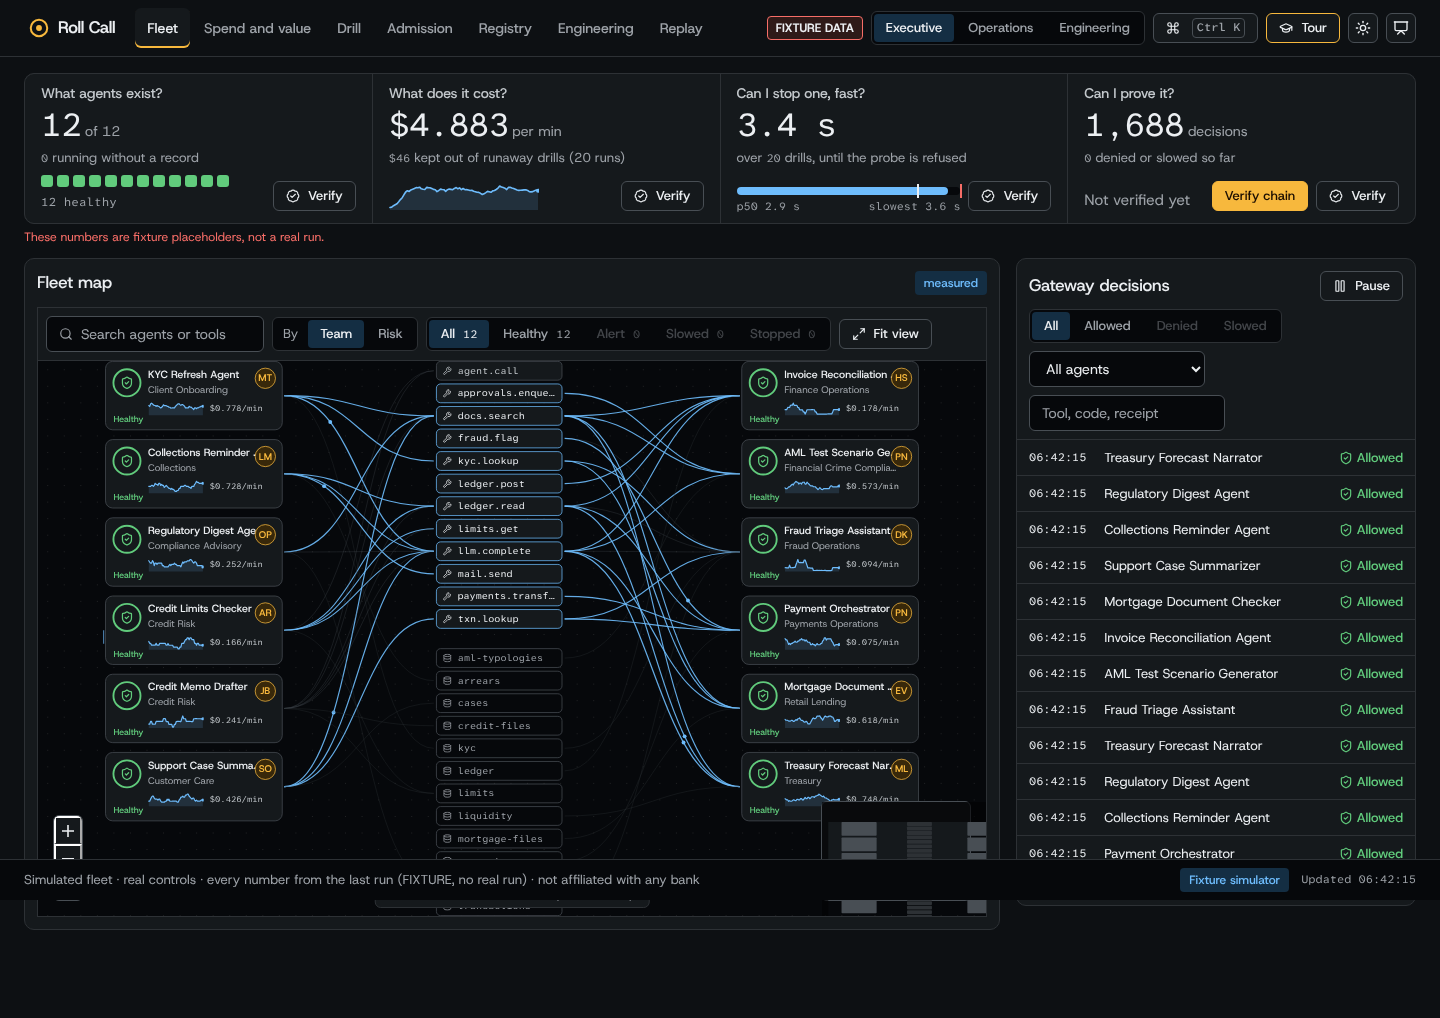 Roll Call
Fleet
Spend and value
Drill
Admission
Registry
Engineering
Replay
FIXTURE DATA
Executive
Operations
Engineering
Ctrl K
Tour
What agents exist?
12 of 12
0 running without a record
12 healthy
Verify
What does it cost?
$4.883 per min
$46 kept out of runaway drills (20 runs)
Verify
Can I stop one, fast?
3.4 s
over 20 drills, until the probe is refused
p50 2.9 s
slowest 3.6 s
Verify
Can I prove it?
1,688 decisions
0 denied or slowed so far
Not verified yet
Verify chain
Verify
These numbers are fixture placeholders, not a real run.
Fleet map
measured
Search agents or tools
By
Team
Risk
All 12
Healthy 12
Alert 0
Slowed 0
Stopped 0
Fit view
KYC Refresh Agent
MT
Client Onboarding
$0.778/min
Healthy
Collections Reminder
LM
Collections
$0.728/min
Healthy
Regulatory Digest Age
OP
Compliance Advisory
$0.252/min
Healthy
Credit Limits Checker
AR
Credit Risk
$0.166/min
Healthy
Credit Memo Drafter
JB
Credit Risk
$0.241/min
Healthy
Support Case Summa
SO
Customer Care
$0.426/min
Healthy
agent.call
approvals.enque…
docs.search
fraud.flag
kyc.lookup
ledger.post
ledger.read
limits.get
llm.complete
mail.send
payments.transf…
txn.lookup
aml-typologies
arrears
cases
credit-files
kyc
ledger
limits
liquidity
mortgage-files
Invoice Reconciliation
HS
Finance Operations
$0.178/min
Healthy
AML Test Scenario Ge
PN
Financial Crime Complia…
$0.573/min
Healthy
Fraud Triage Assistant
DK
Fraud Operations
$0.094/min
Healthy
Payment Orchestrator
PN
Payments Operations
$0.075/min
Healthy
Mortgage Document …
EV
Retail Lending
$0.618/min
Healthy
Treasury Forecast Nar
ML
Treasury
$0.748/min
Healthy
Gateway decisions
Pause
All
Allowed
Denied
Slowed
All agents
Tool, code, receipt
06:42:15 Treasury Forecast Narrator Allowed
06:42:15 Regulatory Digest Agent Allowed
06:42:15 Collections Reminder Agent Allowed
06:42:15 Support Case Summarizer Allowed
06:42:15 Mortgage Document Checker Allowed
06:42:15 Invoice Reconciliation Agent Allowed
06:42:15 AML Test Scenario Generator Allowed
06:42:15 Fraud Triage Assistant Allowed
06:42:15 Treasury Forecast Narrator Allowed
06:42:15 Regulatory Digest Agent Allowed
06:42:15 Collections Reminder Agent Allowed
06:42:15 Payment Orchestrator Allowed
Simulated fleet · real controls · every number from the last run (FIXTURE, no real run) · not affiliated with any bank
Fixture simulator
Updated 06:42:15